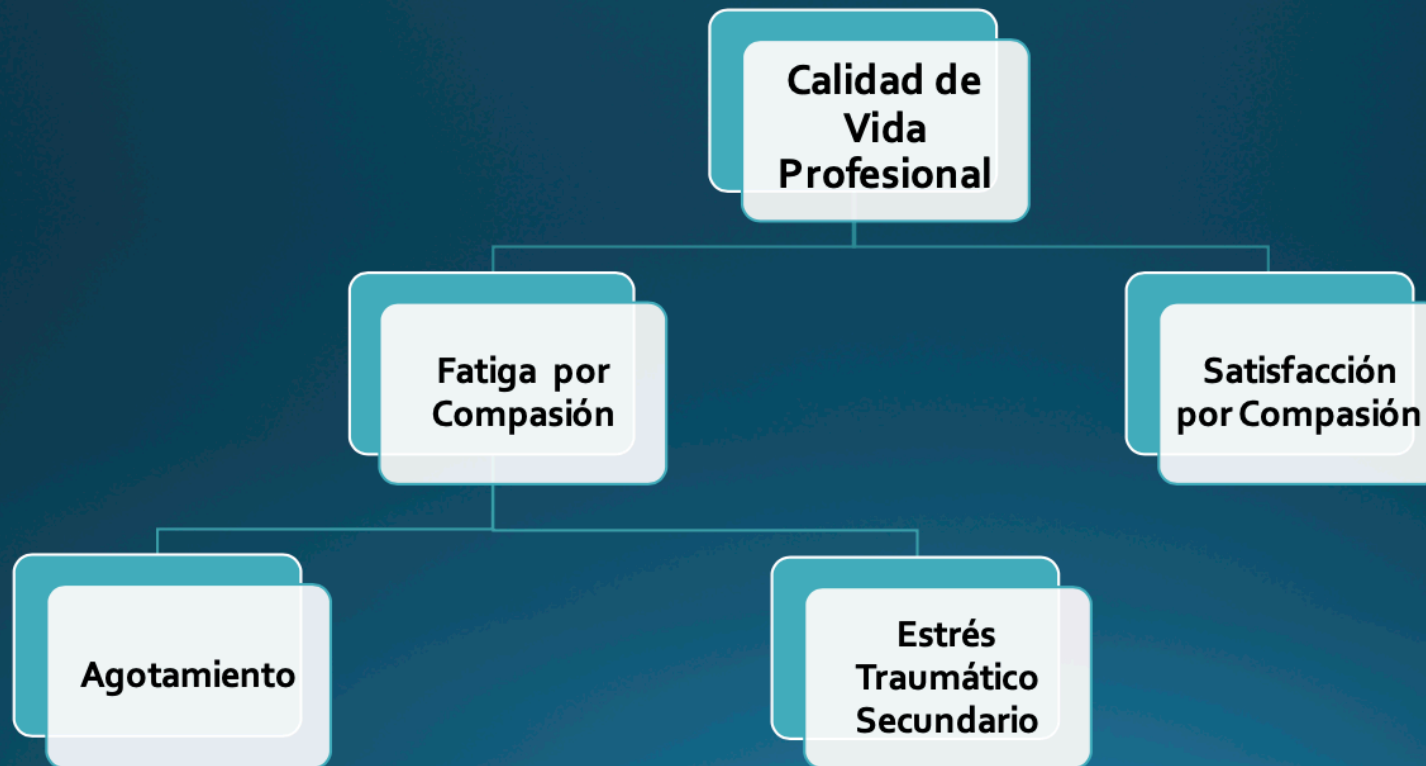 Calidad de
Vida
Profesional
Fatiga por
Compasión
Satisfacción
por Compasión
Agotamiento
Estrés
Traumático
Secundario